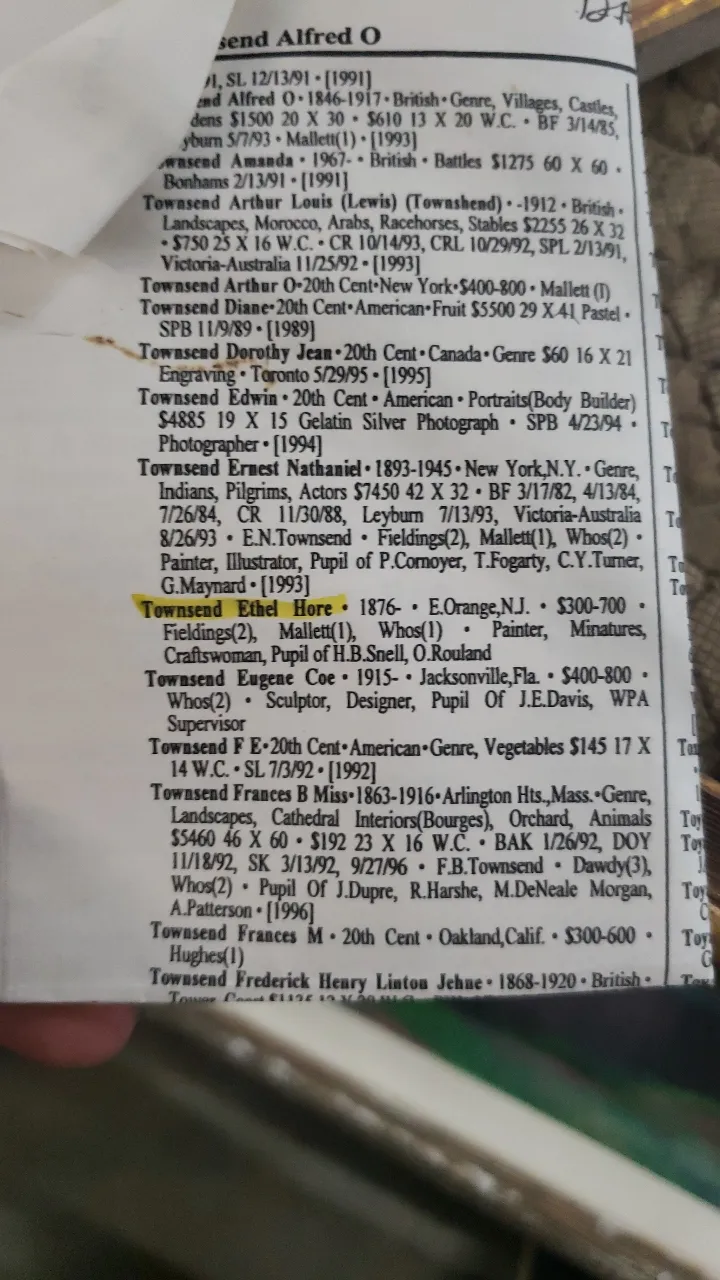 send Alfred O
SL 12/13/91 • [1991]
Alfred O • 1846-1917 • British • Genre, Villages, Castles,
$1500 20 X 30 • $610 13 X 20 W.C. • BF 3/14/85,
5/7/93 • Mallett(1) • [1993]
Amanda • 1967- • British • Battles $1275 60 X 60 •
Bonhams 2/13/91 • [1991]
Townsend Arthur Louis (Lewis) (Townshend) • -1912 • British •
Landscapes, Morocco, Arabs, Racehorses, Stables $2255 26 X 32
• $750 25 X 16 W.C. • CR 10/14/93, CRL 10/29/92, SPL 2/13/91,
Victoria-Australia 11/25/92 • [1993]
Townsend Arthur O • 20th Cent • New York • $400-800 • Mallett (1)
Townsend Diane • 20th Cent • American • Fruit $5500 29 X 41 Pastel •
SPB 11/9/89 • [1989]
Townsend Dorothy Jean • 20th Cent • Canada • Genre $60 16 X 21
Engraving • Toronto 5/29/95 • [1995]
Townsend Edwin • 20th Cent • American • Portraits(Body Builder)
$4885 19 X 15 Gelatin Silver Photograph • SPB 4/23/94 •
Photographer • [1994]
Townsend Ernest Nathaniel • 1893-1945 • New York,N.Y. • Genre,
Indians, Pilgrims, Actors $7450 42 X 32 • BF 3/17/82, 4/13/84,
7/26/84, CR 11/30/88, Leyburn 7/13/93, Victoria-Australia
8/26/93 • E.N.Townsend • Fieldings(2), Mallett(1), Whos(2) •
Painter, Illustrator, Pupil of P.Cornoyer, T.Fogarty, C.Y.Turner,
G.Maynard • [1993]
Townsend Ethel Hore • 1876- • E.Orange,N.J. • $300-700 •
Fieldings(2), Mallett(1), Whos(1) • Painter, Minatures,
Craftswoman, Pupil of H.B.Snell, O.Rouland
Townsend Eugene Coe • 1915- • Jacksonville,Fla. • $400-800 •
Whos(2) • Sculptor, Designer, Pupil Of J.E.Davis, WPA
Supervisor
Townsend F E • 20th Cent • American • Genre, Vegetables $145 17 X
14 W.C. • SL 7/3/92 • [1992]
Townsend Frances B Miss • 1863-1916 • Arlington Hts.,Mass. • Genre,
Landscapes, Cathedral Interiors(Bourges), Orchard, Animals
$5460 46 X 60 • $192 23 X 16 W.C. • BAK 1/26/92, DOY
11/18/92, SK 3/13/92, 9/27/96 • F.B.Townsend • Dawdy(3),
Whos(2) • Pupil Of J.Dupre, R.Harshe, M.DeNeale Morgan,
A.Patterson • [1996]
Townsend Frances M • 20th Cent • Oakland,Calif. • $300-600 •
Hughes(1)
Townsend Frederick Henry Linton Jehne • 1868-1920 • British •